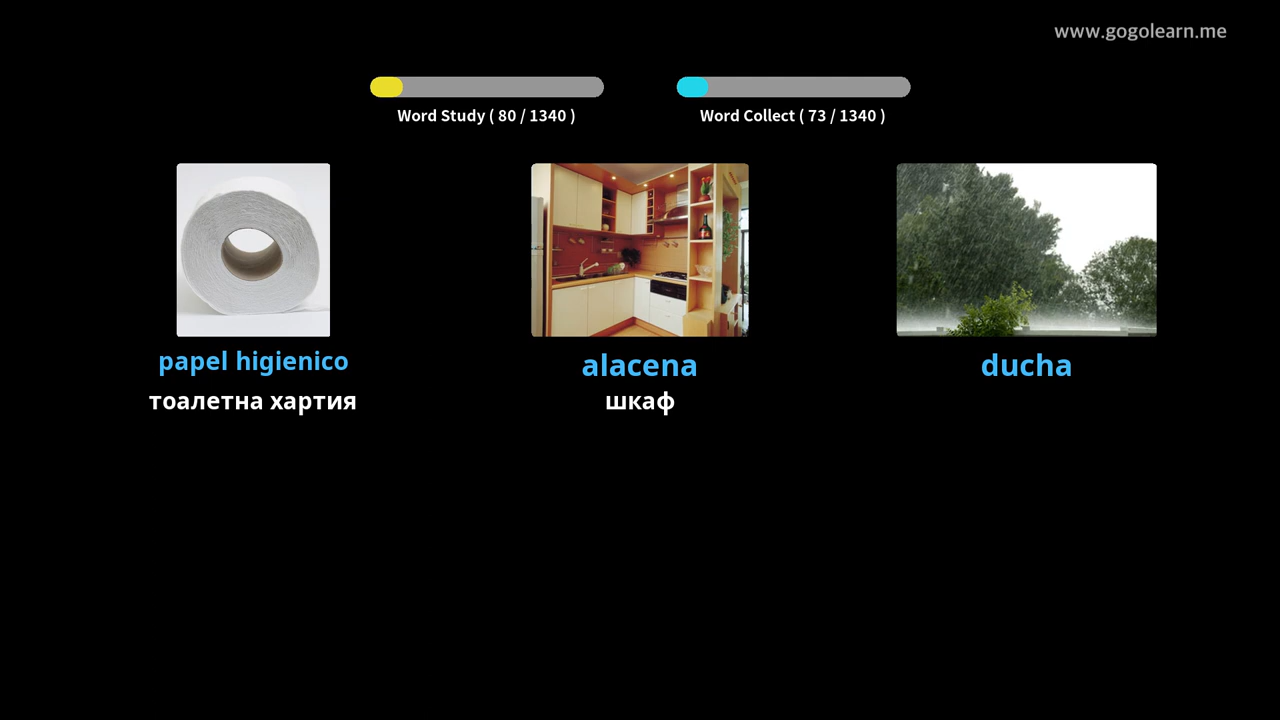 www.gogolearn.me
Word Study ( 80 / 1340 )
Word Collect ( 73 / 1340 )
papel higienico
alacena
ducha
тоалетна хартия
шкаф